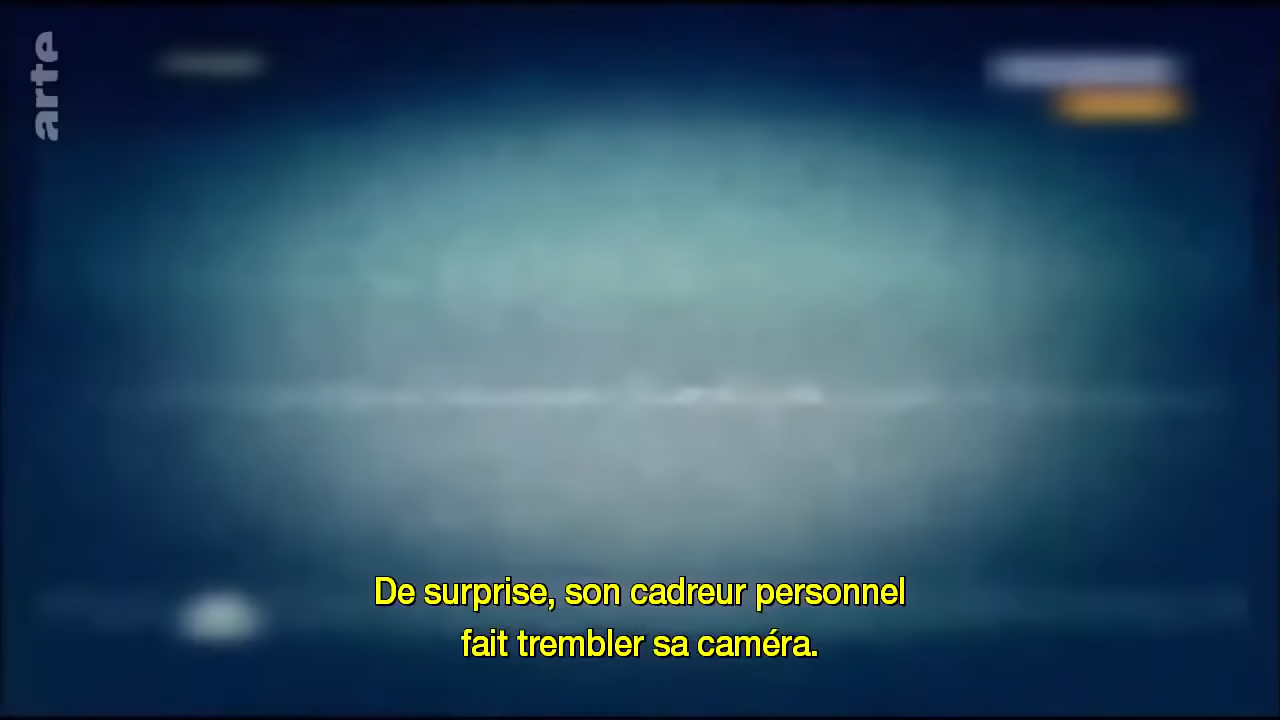 arte
De surprise, son cadreur personnel
fait trembler sa caméra.